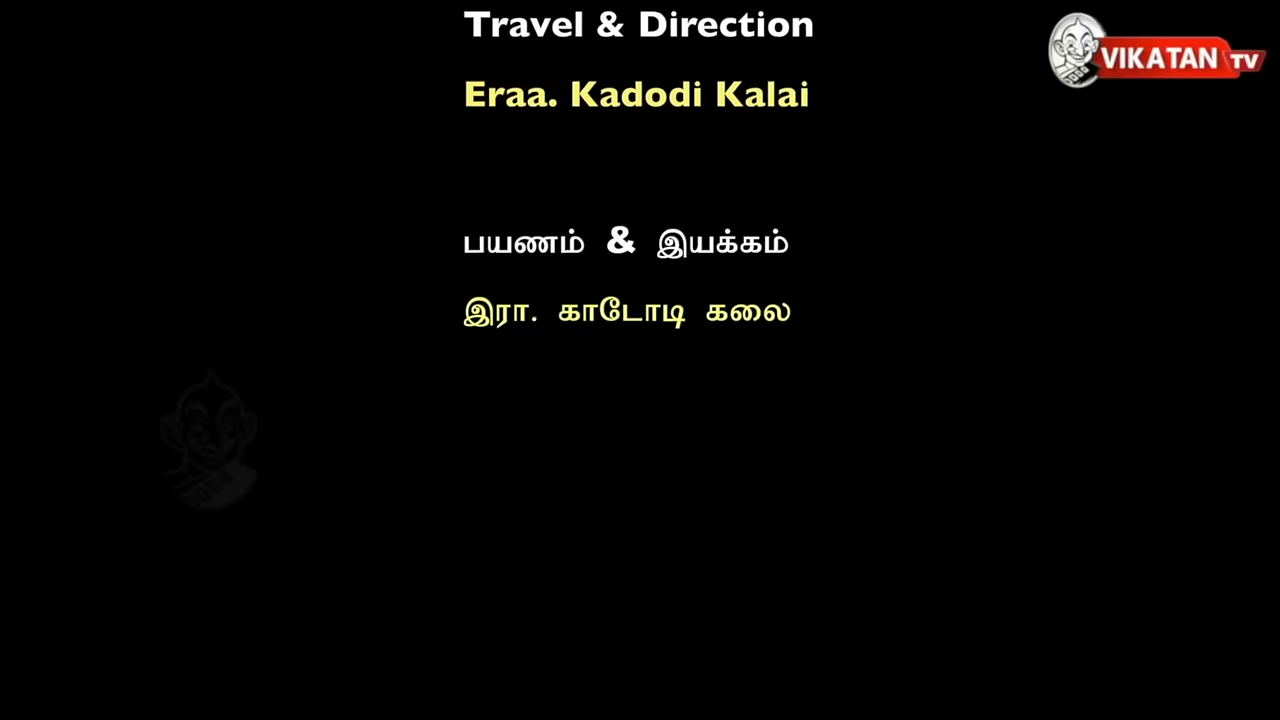 Travel & Direction
VIKATAN TV
Eraa. Kadodi Kalai
பயணம் & இயக்கம்
இரா. காடோடி கலை